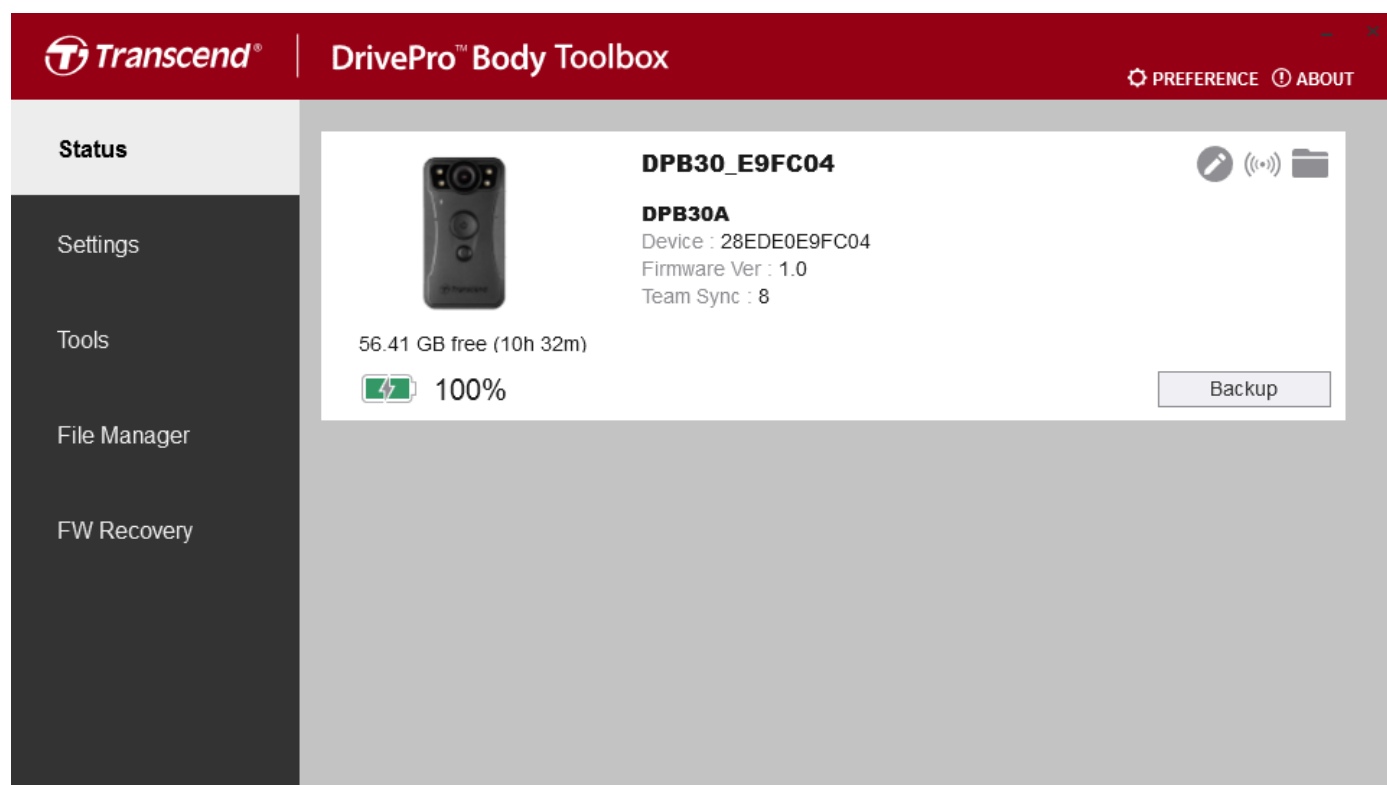 Transcend®
DrivePro™ Body Toolbox
PREFERENCE ABOUT
Status
Settings
Tools
File Manager
FW Recovery
DPB30_E9FC04
DPB30A
Device : 28EDE0E9FC04
Firmware Ver : 1.0
Team Sync : 8
Transcend
56.41 GB free (10h 32m)
100%
Backup